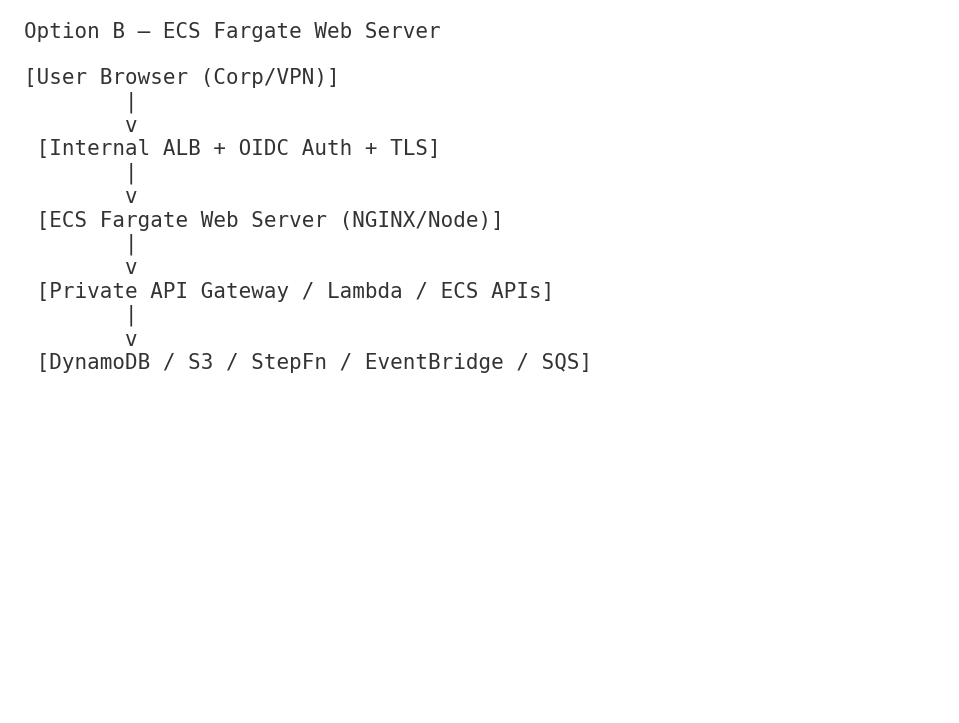 Option B – ECS Fargate Web Server
[User Browser (Corp/VPN)]
|
v
[Internal ALB + OIDC Auth + TLS]
|
v
[ECS Fargate Web Server (NGINX/Node)]
|
v
[Private API Gateway / Lambda / ECS APIs]
|
v
[DynamoDB / S3 / StepFn / EventBridge / SQS]